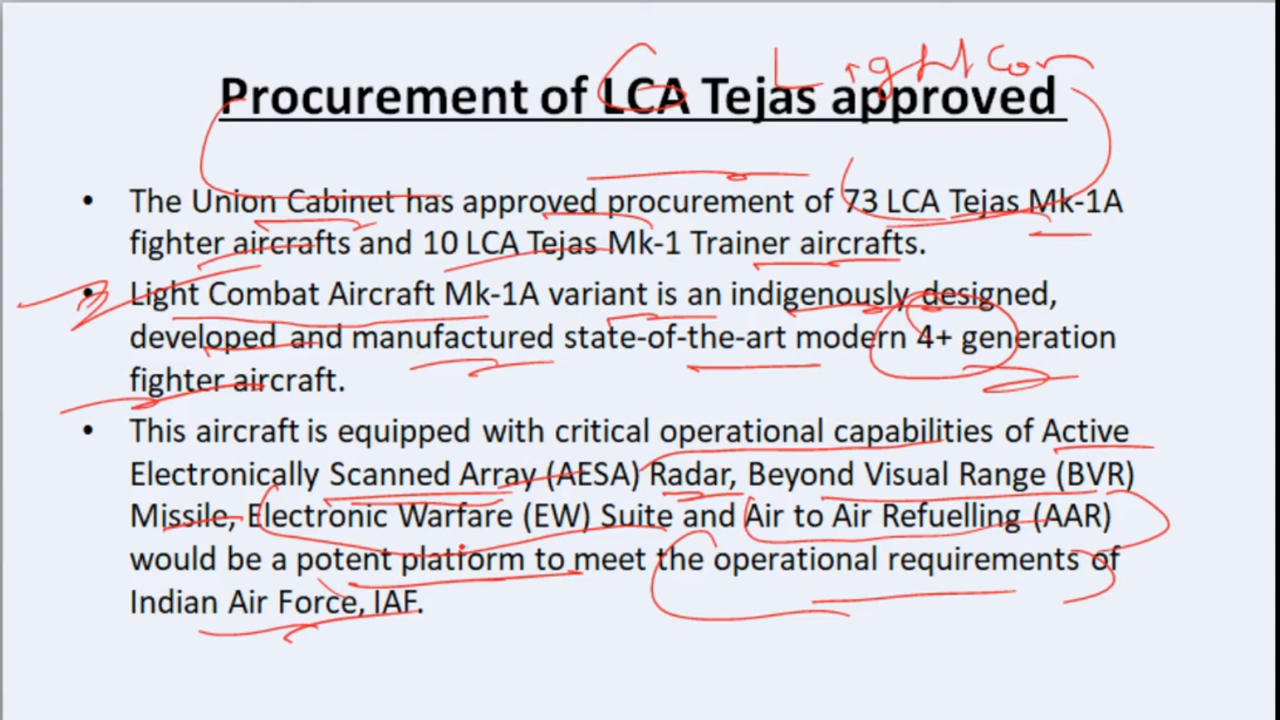 Light Com
Procurement of LCA Tejas approved
• The Union Cabinet has approved procurement of 73 LCA Tejas Mk-1A
fighter aircrafts and 10 LCA Tejas Mk-1 Trainer aircrafts.
• Light Combat Aircraft Mk-1A variant is an indigenously designed,
developed and manufactured state-of-the-art modern 4+ generation
fighter aircraft.
• This aircraft is equipped with critical operational capabilities of Active
Electronically Scanned Array (AESA) Radar, Beyond Visual Range (BVR)
Missile, Electronic Warfare (EW) Suite and Air to Air Refuelling (AAR)
would be a potent platform to meet the operational requirements of
Indian Air Force, IAF.